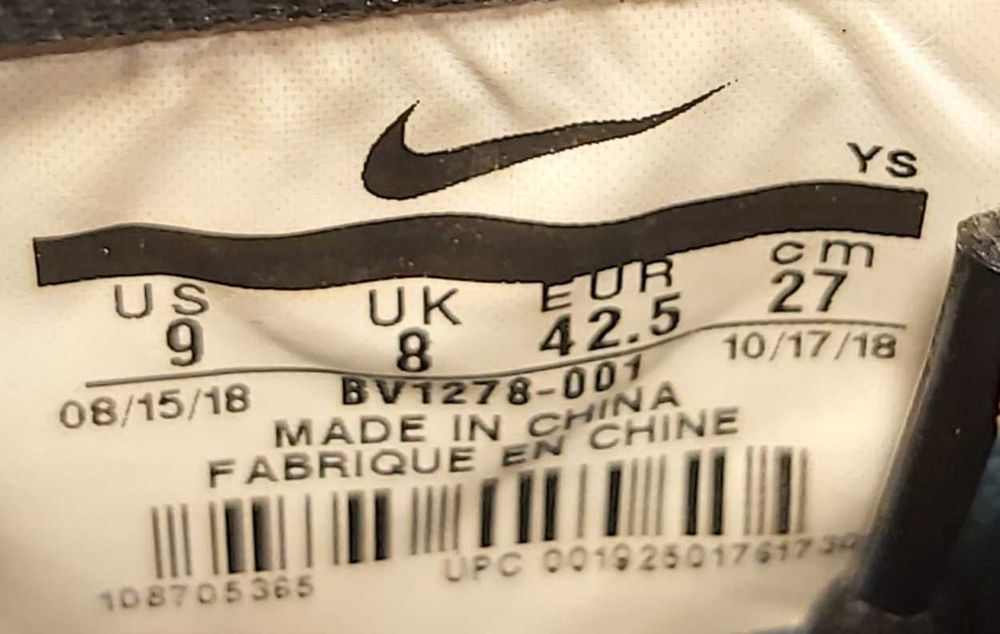 YS
US UK EUR cm
9 8 42.5 27
08/15/18 BV1278-001 10/17/18
MADE IN CHINA
FABRIQUE EN CHINE
108705365 UPC